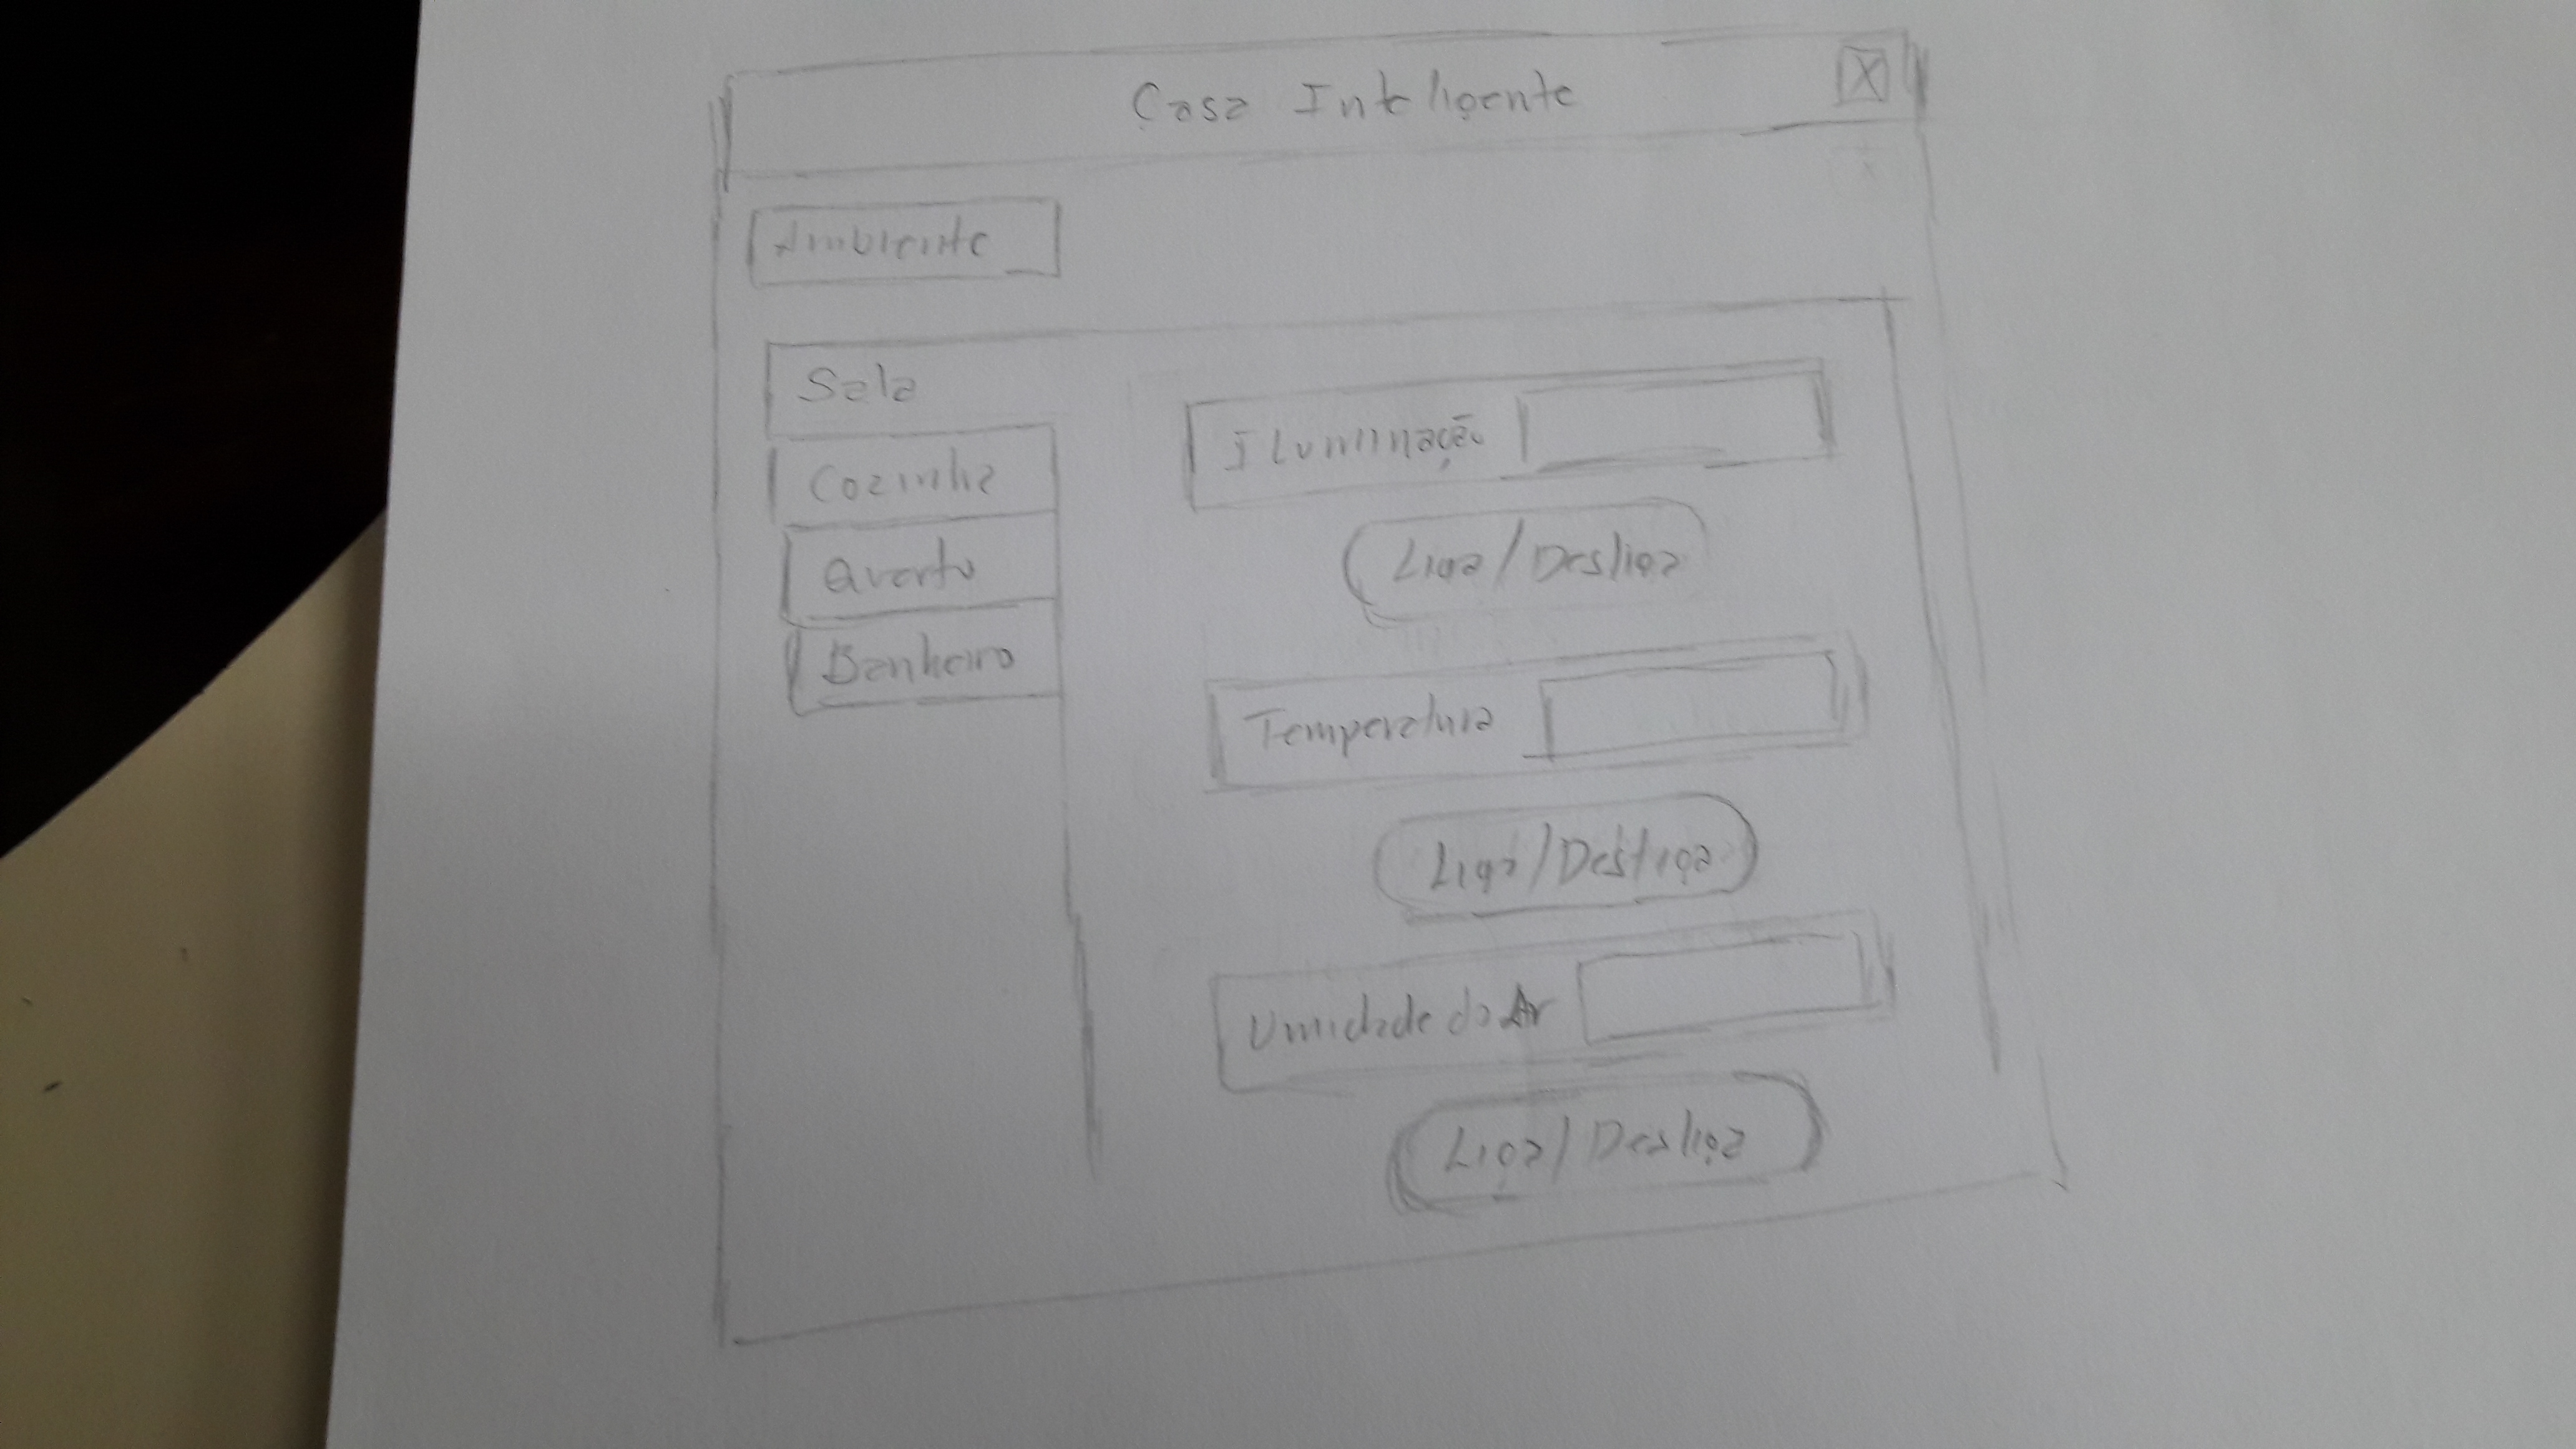 Casa Inteligente X
Ambiente
Sala
Cozinha
Quarto
Banheiro
Iluminação
Liga/Desliga
Temperatura
Liga/Desliga
Umidade do Ar
Liga/Desliga